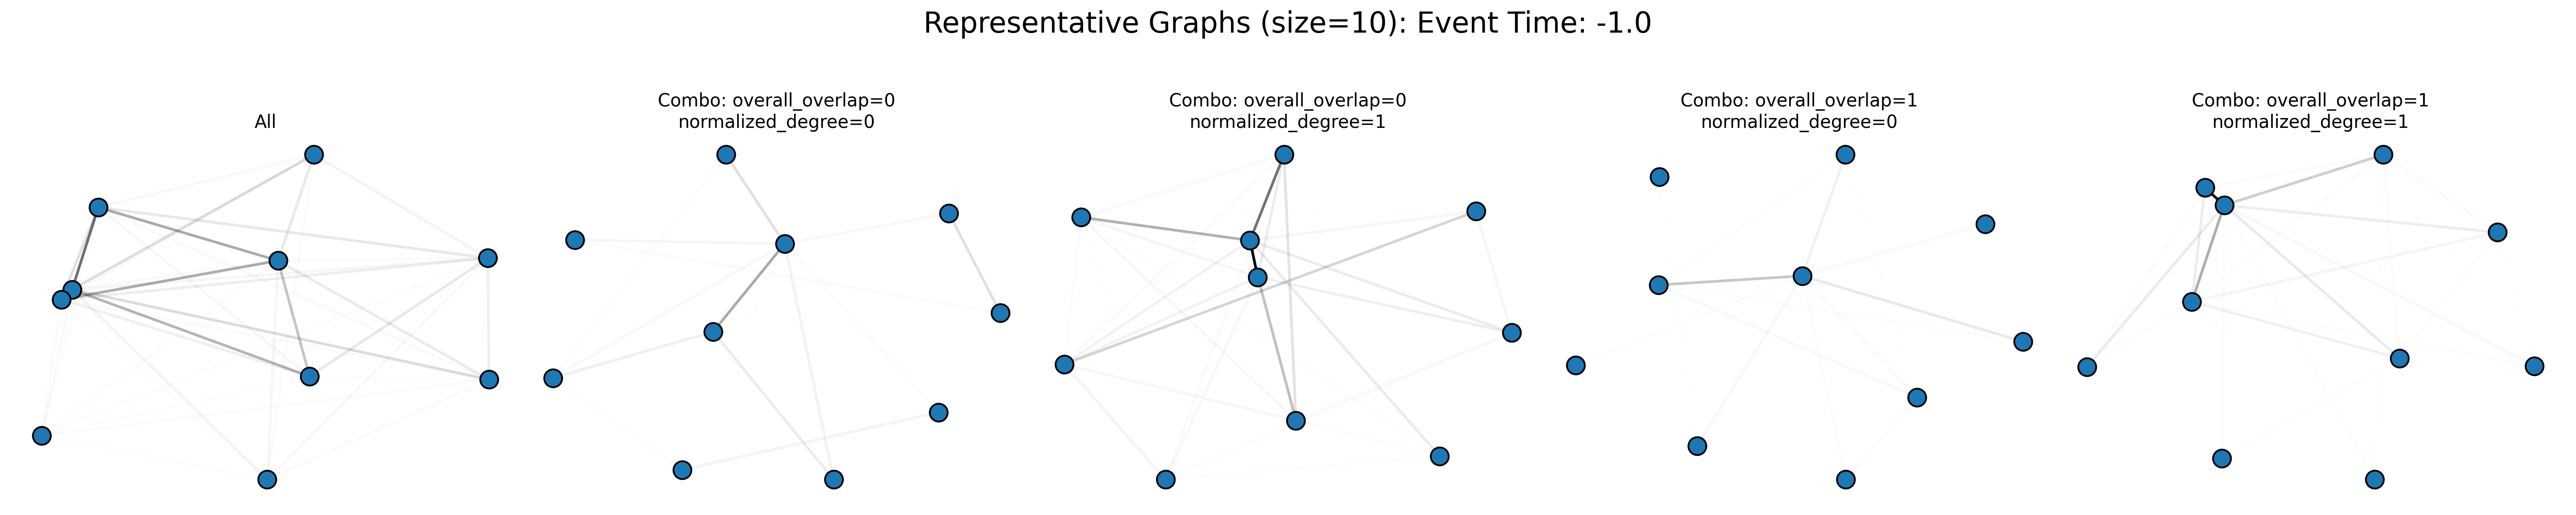 Representative Graphs (size=10): Event Time: -1.0
All
Combo: overall_overlap=0
normalized_degree=0
Combo: overall_overlap=0
normalized_degree=1
Combo: overall_overlap=1
normalized_degree=0
Combo: overall_overlap=1
normalized_degree=1